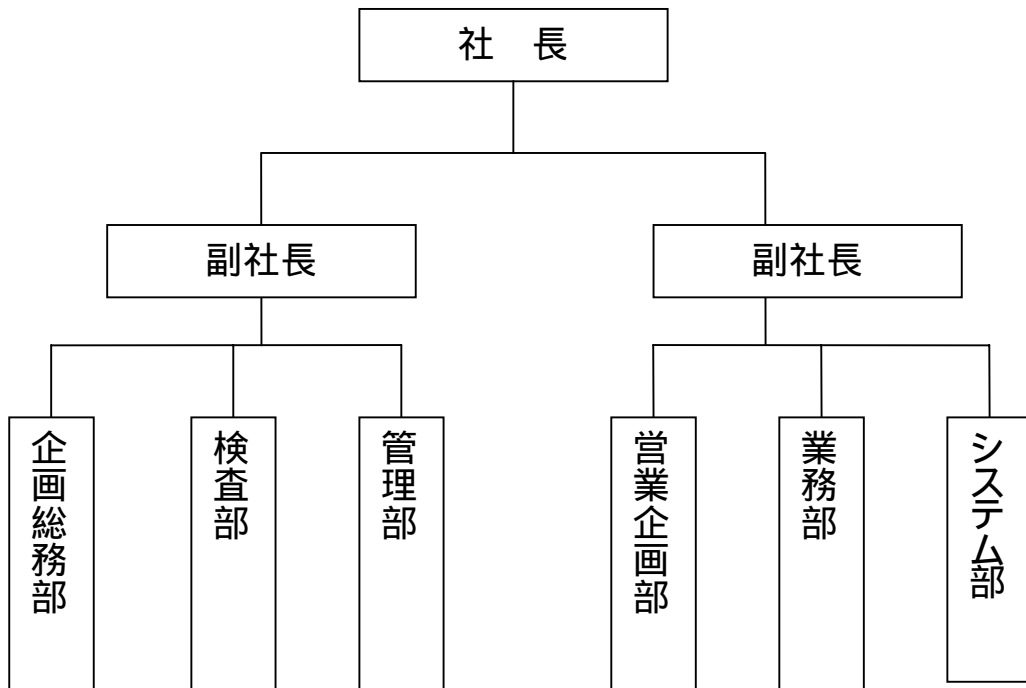 社　長
副社長
副社長
企画総務部
検査部
管理部
営業企画部
業務部
システム部